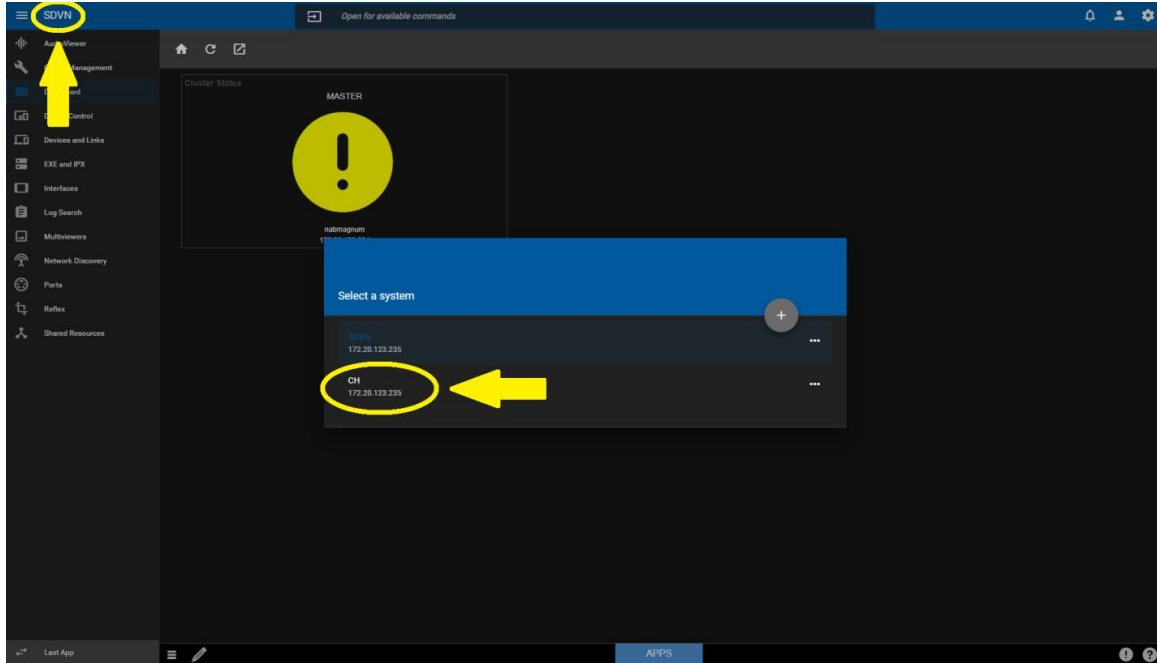 SDVN
Open for available commands
Management
Control
Devices and Links
EXE and IPX
Interfaces
Log Search
Multiviewers
Network Discovery
Ports
Reflex
Shared Resources
Last App
Cluster Status
MASTER
nabmagnum
Select a system
+
SDVN
172.20.123.235
CH
172.20.123.235
APPS